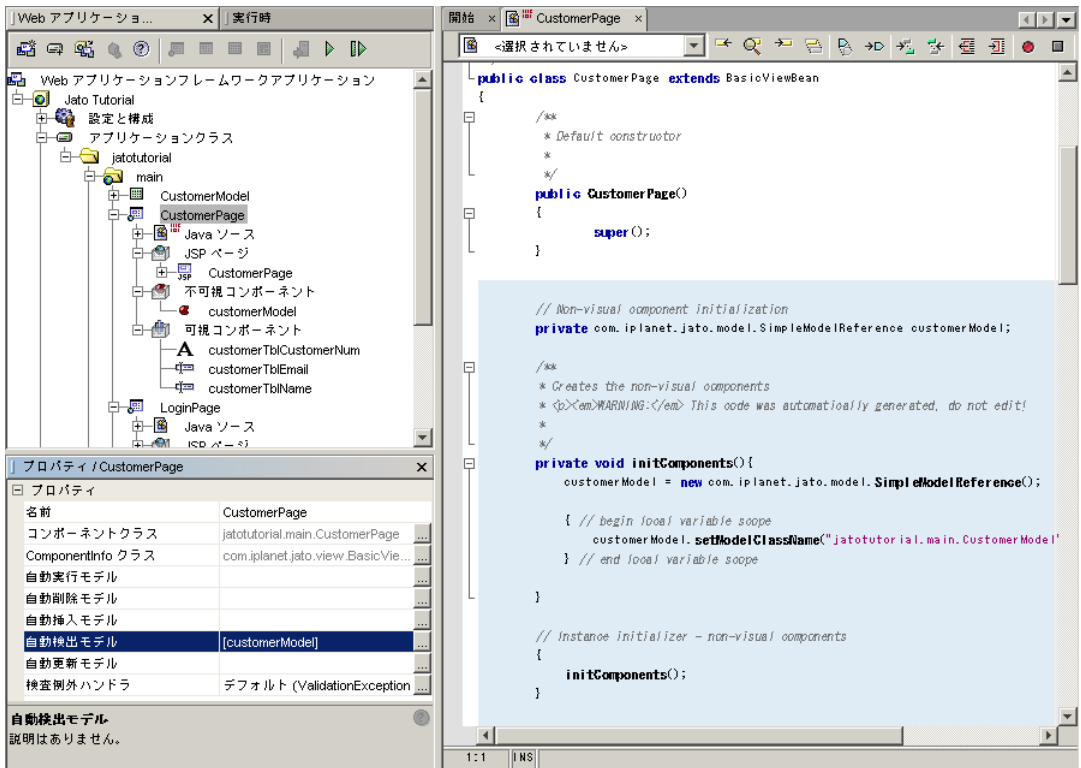 Web アプリケーショ...
実行時
Web アプリケーションフレームワークアプリケーション
Jato Tutorial
設定と構成
アプリケーションクラス
jatotutorial
main
CustomerModel
CustomerPage
Java ソース
JSP ページ
CustomerPage
不可視コンポーネント
customerModel
可視コンポーネント
customerTblCustomerNum
customerTblEmail
customerTblName
LoginPage
Java ソース
JSP ページ
プロパティ / CustomerPage
プロパティ
名前 CustomerPage
コンポーネントクラス jatotutorial.main.CustomerPage ...
ComponentInfo クラス com.iplanet.jato.view.BasicVie... ...
自動実行モデル ...
自動削除モデル ...
自動挿入モデル ...
自動検出モデル [customerModel] ...
自動更新モデル ...
検査例外ハンドラ デフォルト (ValidationException ...
自動検出モデル
説明はありません。
開始 CustomerPage
<選択されていません>
public class CustomerPage extends BasicViewBean
{
/**
* Default constructor
*
*/
public CustomerPage()
{
super();
}
// Non-visual component initialization
private com.iplanet.jato.model.SimpleModelReference customerModel;
/**
* Creates the non-visual components
* <p><em>WARNING:</em> This code was automatically generated, do not edit!
*
*/
private void initComponents(){
customerModel = new com.iplanet.jato.model.SimpleModelReference();
{ // begin local variable scope
customerModel.setModelClassName("jatotutorial.main.CustomerModel"
} // end local variable scope
}
// Instance initializer - non-visual components
{
initComponents();
}
1:1 INS